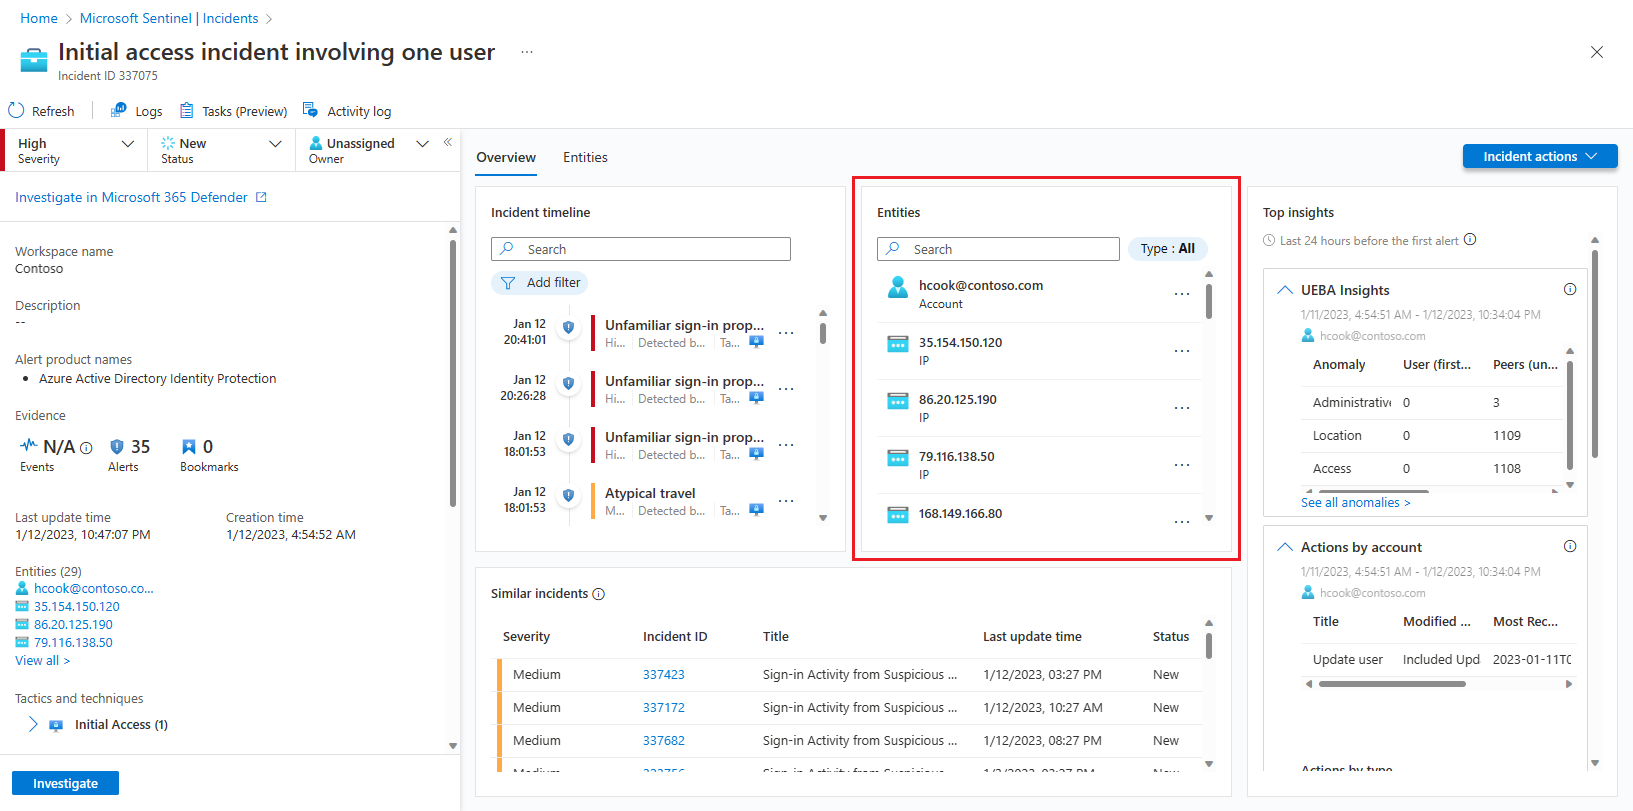 Home > Microsoft Sentinel | Incidents >
Initial access incident involving one user ...
Incident ID 337075
Refresh
Logs
Tasks (Preview)
Activity log
High
Severity
New
Status
Unassigned
Owner
Investigate in Microsoft 365 Defender
Workspace name
Contoso
Description
--
Alert product names
• Azure Active Directory Identity Protection
Evidence
N/A
Events
35
Alerts
0
Bookmarks
Last update time
1/12/2023, 10:47:07 PM
Creation time
1/12/2023, 4:54:52 AM
Entities (29)
hcook@contoso.co...
35.154.150.120
86.20.125.190
79.116.138.50
View all >
Tactics and techniques
Initial Access (1)
Investigate
Overview
Entities
Incident actions
Incident timeline
Search
Add filter
Jan 12
20:41:01
Unfamiliar sign-in prop...
Hi... Detected b... Ta...
Jan 12
20:26:28
Unfamiliar sign-in prop...
Hi... Detected b... Ta...
Jan 12
18:01:53
Unfamiliar sign-in prop...
Hi... Detected b... Ta...
Jan 12
18:01:53
Atypical travel
M... Detected b... Ta...
Entities
Search
Type : All
hcook@contoso.com
Account
35.154.150.120
IP
86.20.125.190
IP
79.116.138.50
IP
168.149.166.80
Similar incidents
Severity Incident ID Title Last update time Status
Medium 337423 Sign-in Activity from Suspicious ... 1/12/2023, 03:27 PM New
Medium 337172 Sign-in Activity from Suspicious ... 1/12/2023, 10:27 AM New
Medium 337682 Sign-in Activity from Suspicious ... 1/12/2023, 08:27 PM New
Top insights
Last 24 hours before the first alert
UEBA Insights
1/11/2023, 4:54:51 AM - 1/12/2023, 10:34:04 PM
hcook@contoso.com
Anomaly User (first... Peers (un...
Administrative 0 3
Location 0 1109
Access 0 1108
See all anomalies >
Actions by account
1/11/2023, 4:54:51 AM - 1/12/2023, 10:34:04 PM
hcook@contoso.com
Title Modified ... Most Rec...
Update user Included Upd 2023-01-11T0
Actions by type